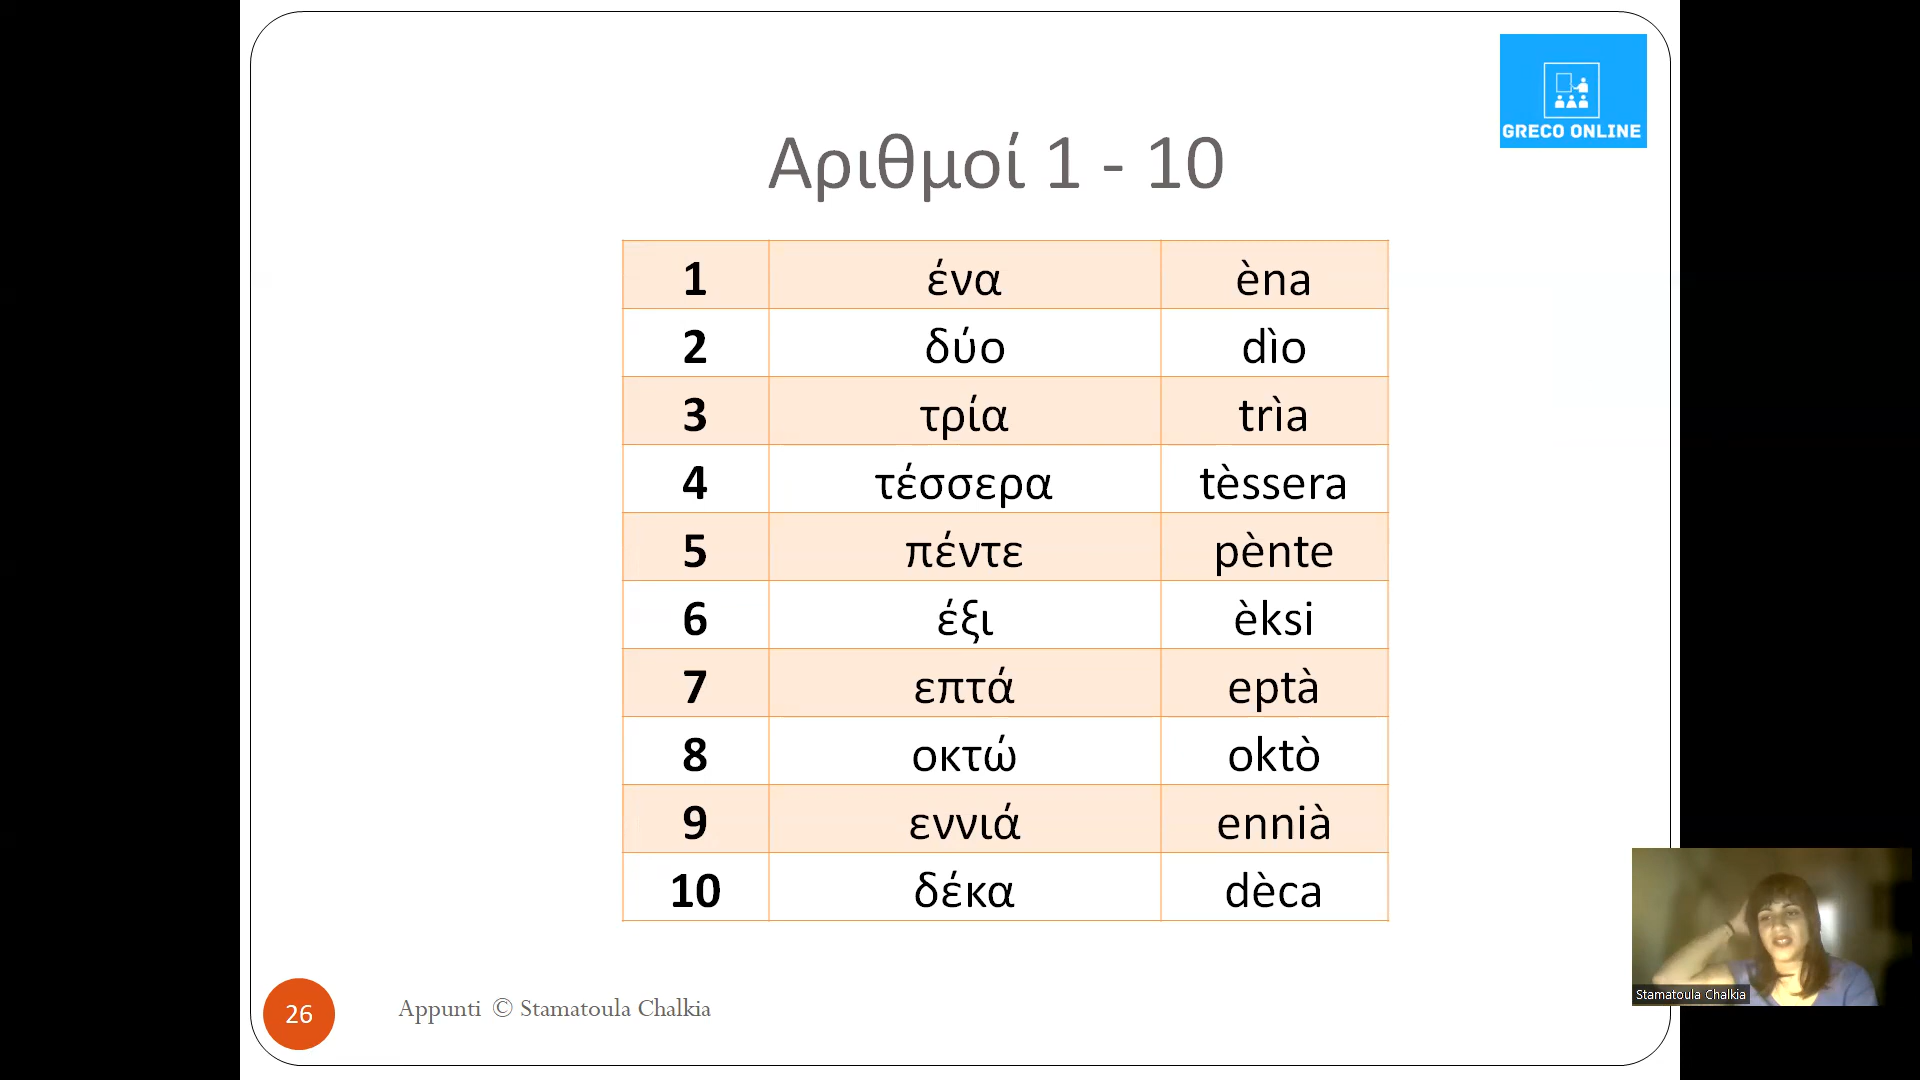 GRECO ONLINE
Αριθμοί 1 - 10
1 ένα èna
2 δύο dìo
3 τρία trìa
4 τέσσερα tèssera
5 πέντε pènte
6 έξι èksi
7 επτά eptà
8 οκτώ oktò
9 εννιά ennià
10 δέκα dèca
26 Appunti © Stamatoula Chalkia
Stamatoula Chalkia